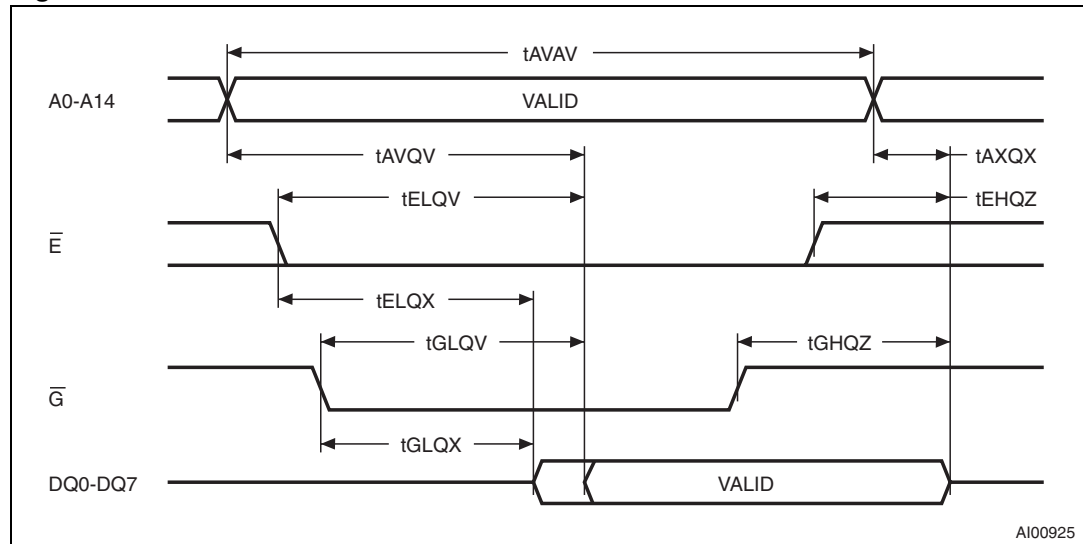 tAVAV
A0-A14
VALID
tAVQV
tAXQX
tELQV
tEHQZ
E̅
tELQX
tGLQV
tGHQZ
G̅
tGLQX
DQ0-DQ7
VALID
AI00925